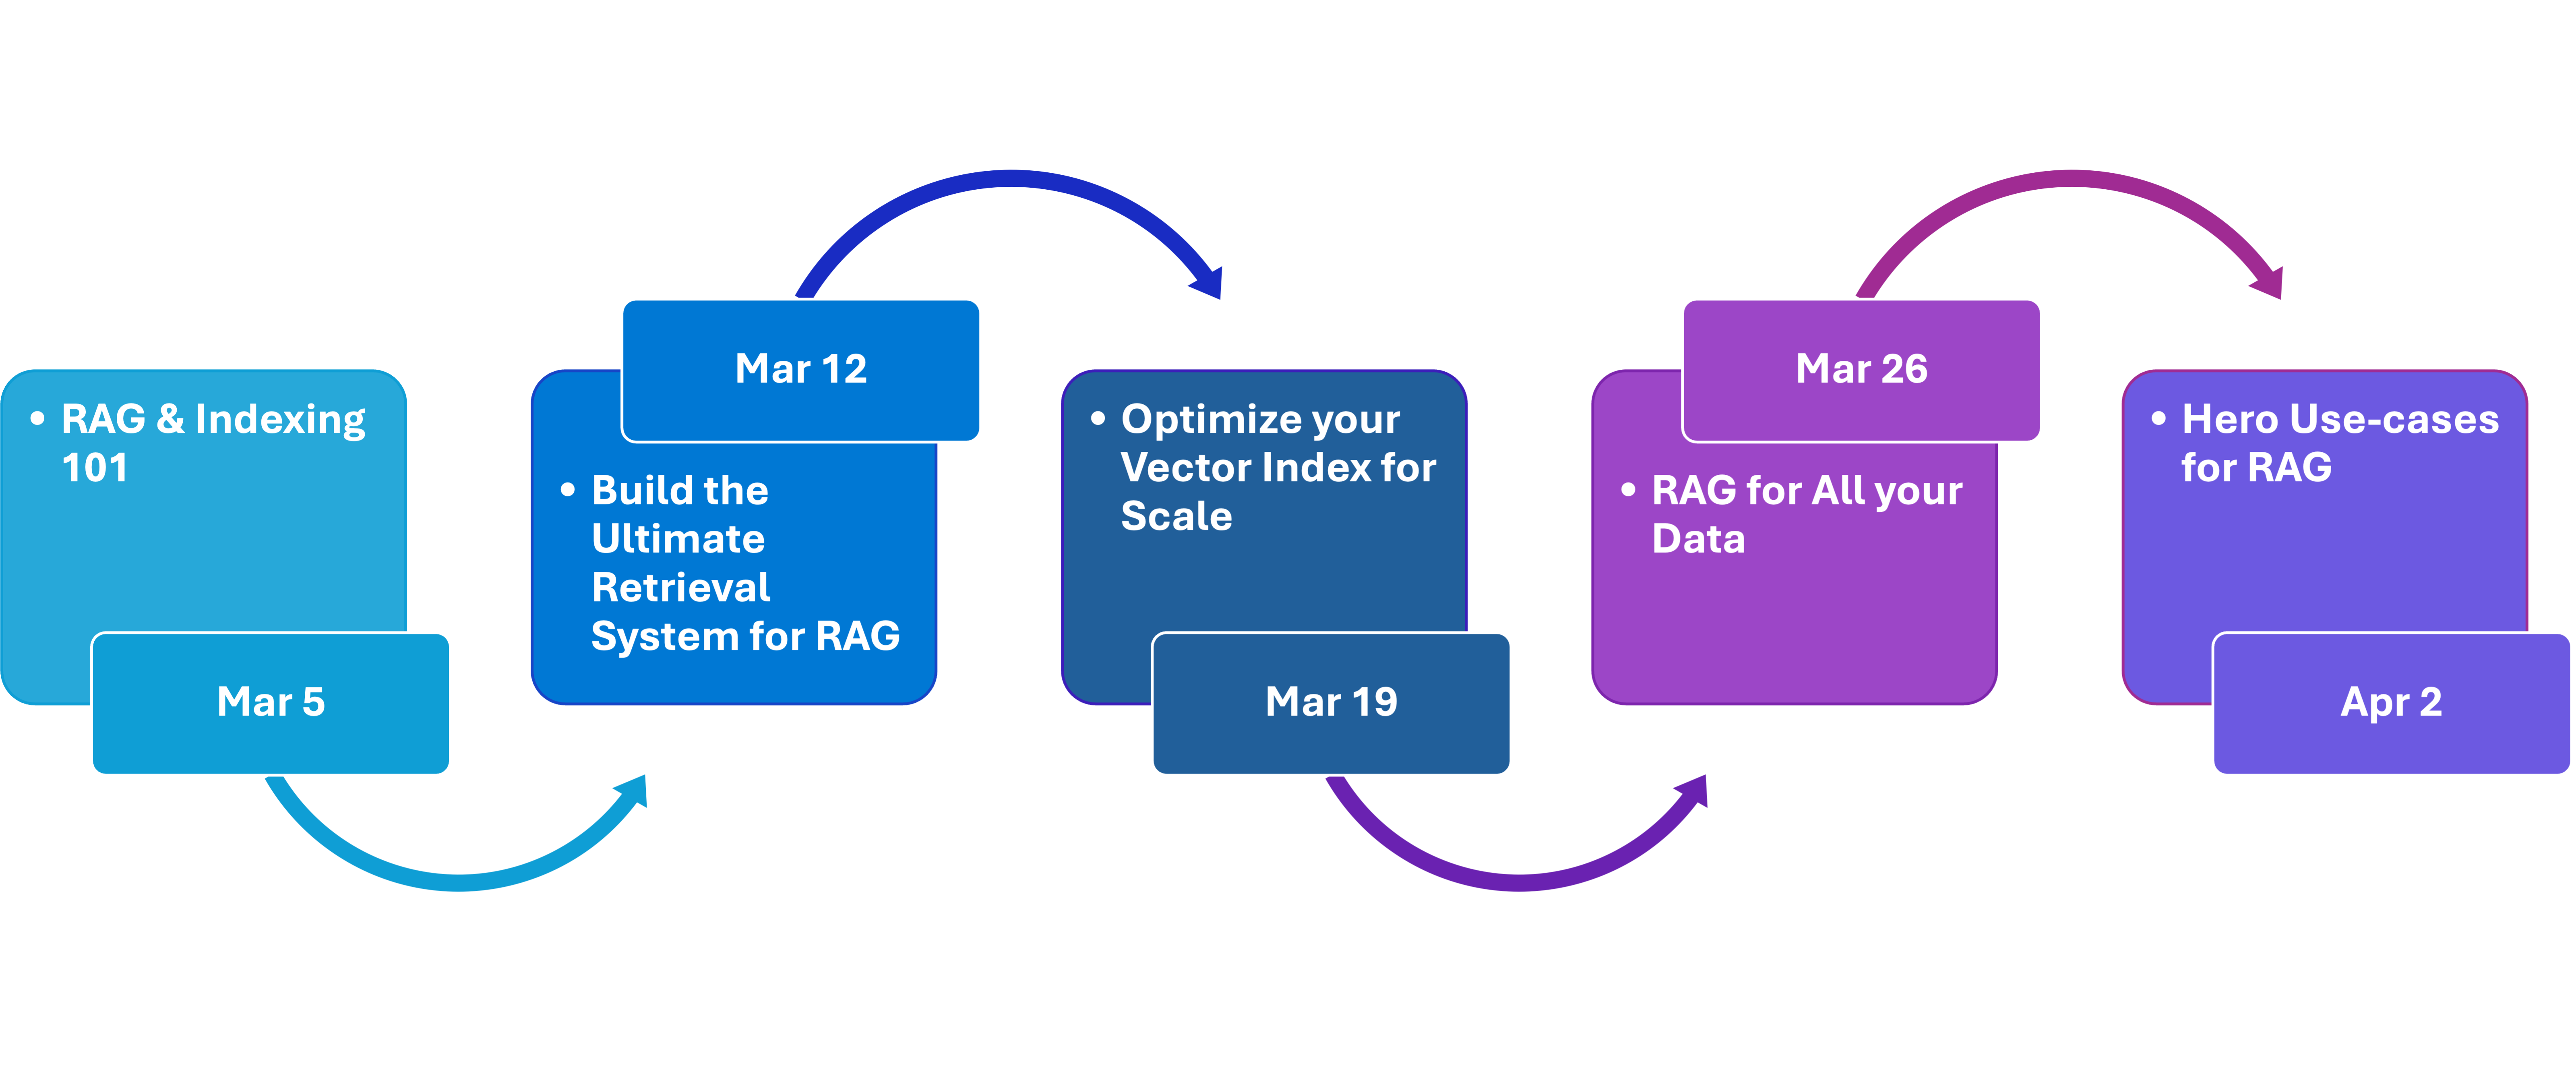 • RAG & Indexing
101
Mar 5
Mar 12
• Build the
Ultimate
Retrieval
System for RAG
• Optimize your
Vector Index for
Scale
Mar 19
Mar 26
• RAG for All your
Data
• Hero Use-cases
for RAG
Apr 2